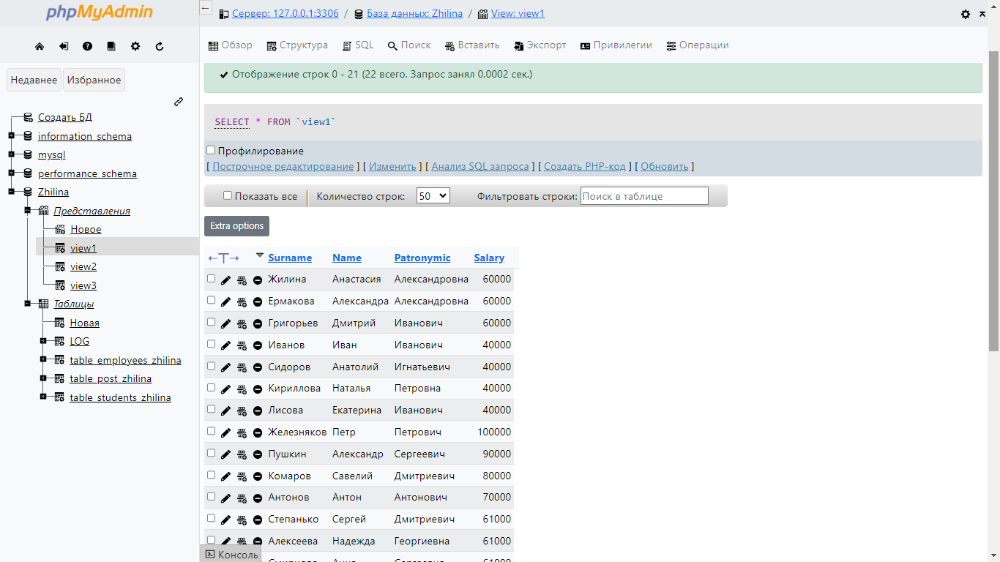 phpMyAdmin
Недавнее Избранное
Создать БД
information_schema
mysql
performance_schema
Zhilina
Представления
Новое
view1
view2
view3
Таблицы
Новая
LOG
table_employees_zhilina
table_post_zhilina
table_students_zhilina
Сервер: 127.0.0.1:3306 / База данных: Zhilina / View: view1
Обзор Структура SQL Поиск Вставить Экспорт Привилегии Операции
Отображение строк 0 - 21 (22 всего, Запрос занял 0,0002 сек.)
SELECT * FROM `view1`
Профилирование
[ Построчное редактирование ] [ Изменить ] [ Анализ SQL запроса ] [ Создать PHP-код ] [ Обновить ]
Показать все Количество строк: 50 Фильтровать строки: Поиск в таблице
Extra options
←T→ Surname Name Patronymic Salary
Жилина Анастасия Александровна 60000
Ермакова Александра Александровна 60000
Григорьев Дмитрий Иванович 60000
Иванов Иван Иванович 40000
Сидоров Анатолий Игнатьевич 40000
Кириллова Наталья Петровна 40000
Лисова Екатерина Иванович 40000
Железняков Петр Петрович 100000
Пушкин Александр Сергеевич 90000
Комаров Савелий Дмитриевич 80000
Антонов Антон Антонович 70000
Степанько Сергей Дмитриевич 61000
Алексеева Надежда Георгиевна 61000
Консоль